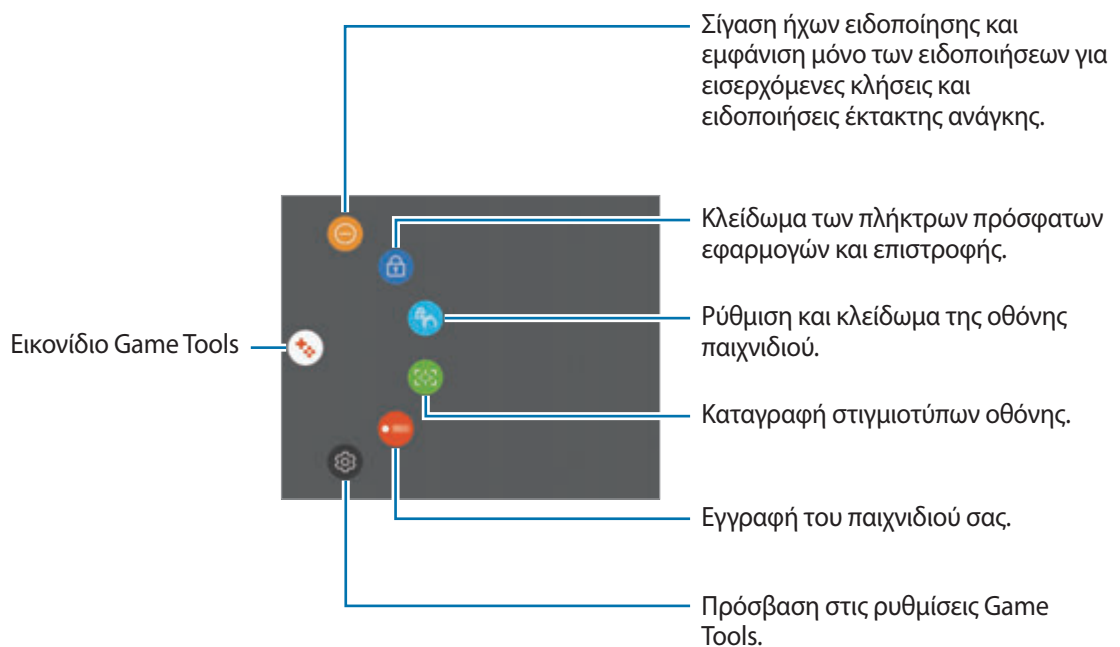 Σίγαση ήχων ειδοποίησης και
εμφάνιση μόνο των ειδοποιήσεων για
εισερχόμενες κλήσεις και
ειδοποιήσεις έκτακτης ανάγκης.
Κλείδωμα των πλήκτρων πρόσφατων
εφαρμογών και επιστροφής.
Ρύθμιση και κλείδωμα της οθόνης
παιχνιδιού.
Εικονίδιο Game Tools
Καταγραφή στιγμιοτύπων οθόνης.
Εγγραφή του παιχνιδιού σας.
Πρόσβαση στις ρυθμίσεις Game
Tools.